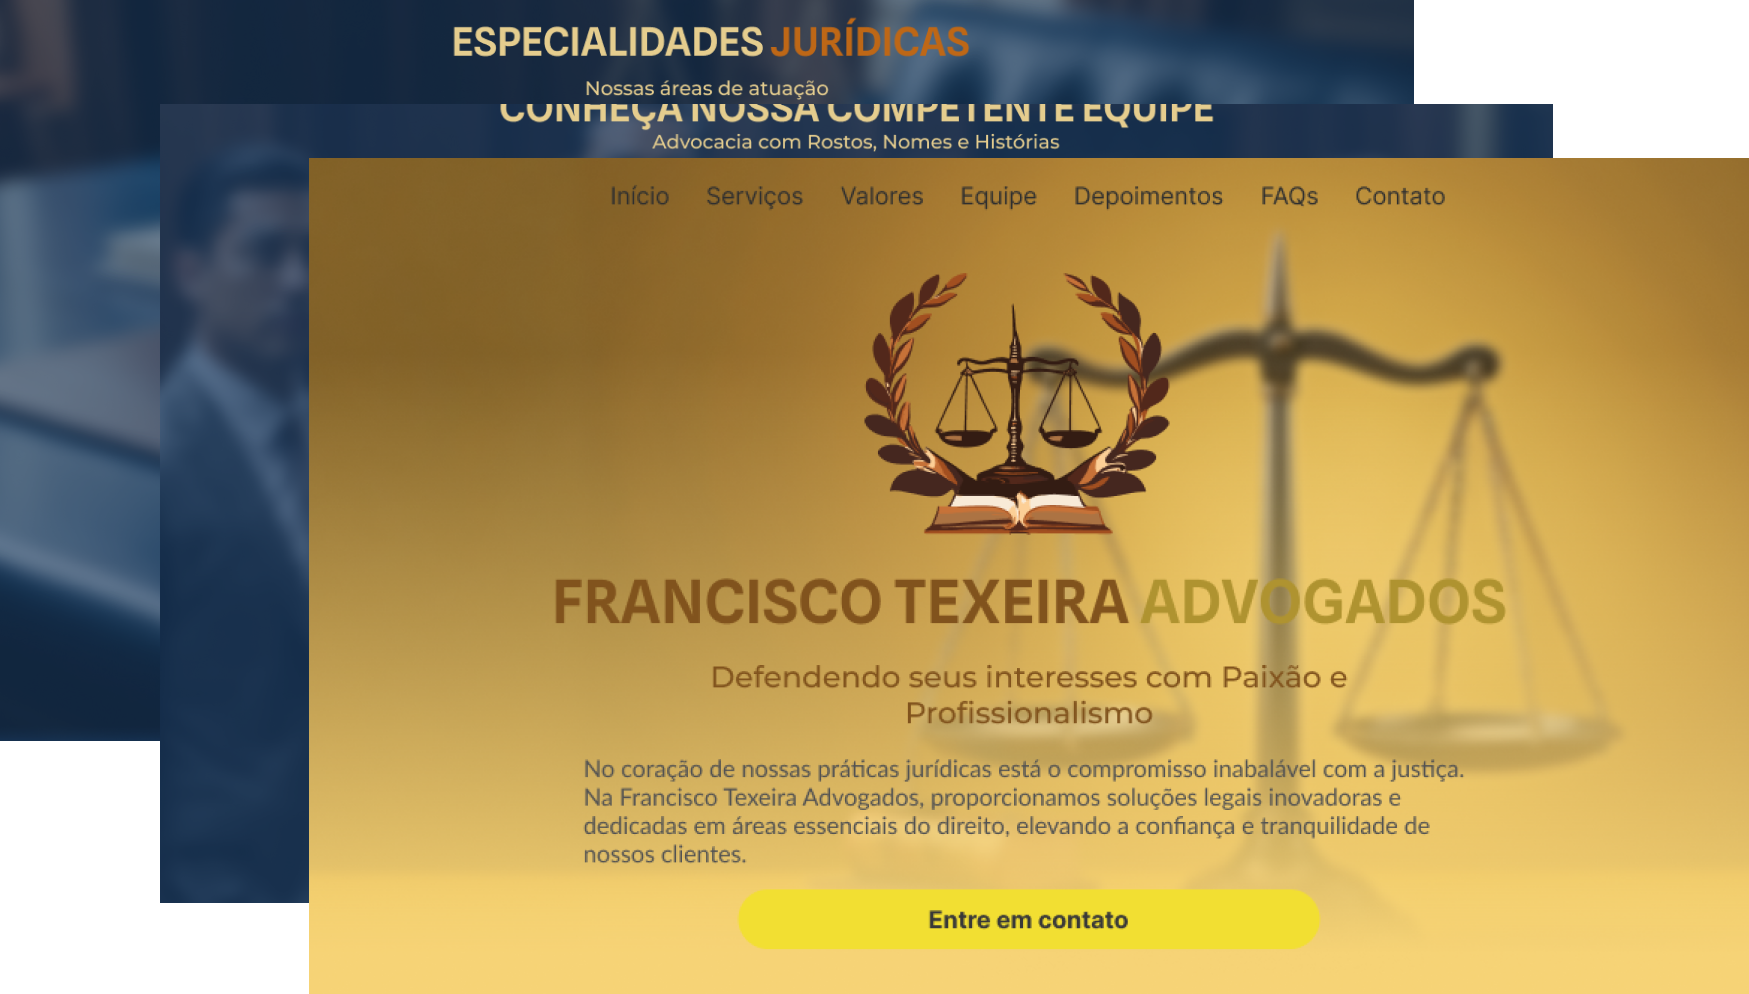 ESPECIALIDADES JURÍDICAS
Nossas áreas de atuação
CONHEÇA NOSSA COMPETENTE EQUIPE
Advocacia com Rostos, Nomes e Histórias
Início Serviços Valores Equipe Depoimentos FAQs Contato
FRANCISCO TEXEIRA ADVOGADOS
Defendendo seus interesses com Paixão e
Profissionalismo
No coração de nossas práticas jurídicas está o compromisso inabalável com a justiça.
Na Francisco Texeira Advogados, proporcionamos soluções legais inovadoras e
dedicadas em áreas essenciais do direito, elevando a confiança e tranquilidade de
nossos clientes.
Entre em contato